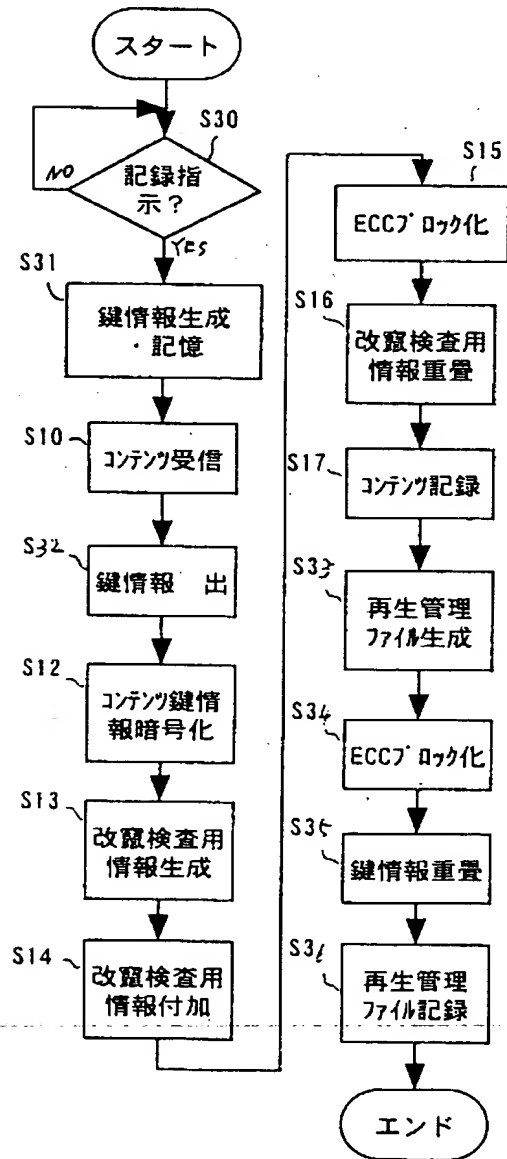 スタート
S30
記録指
示?
NO
YES
S31
鍵情報生成
・記憶
S10
コンテンツ受信
S32
鍵情報 出
S12
コンテンツ鍵情
報暗号化
S13
改竄検査用
情報生成
S14
改竄検査用
情報付加
S15
ECCブロック化
S16
改竄検査用
情報重畳
S17
コンテンツ記録
S33
再生管理
ファイル生成
S34
ECCブロック化
S35
鍵情報重畳
再生管理
ファイル記録
エンド